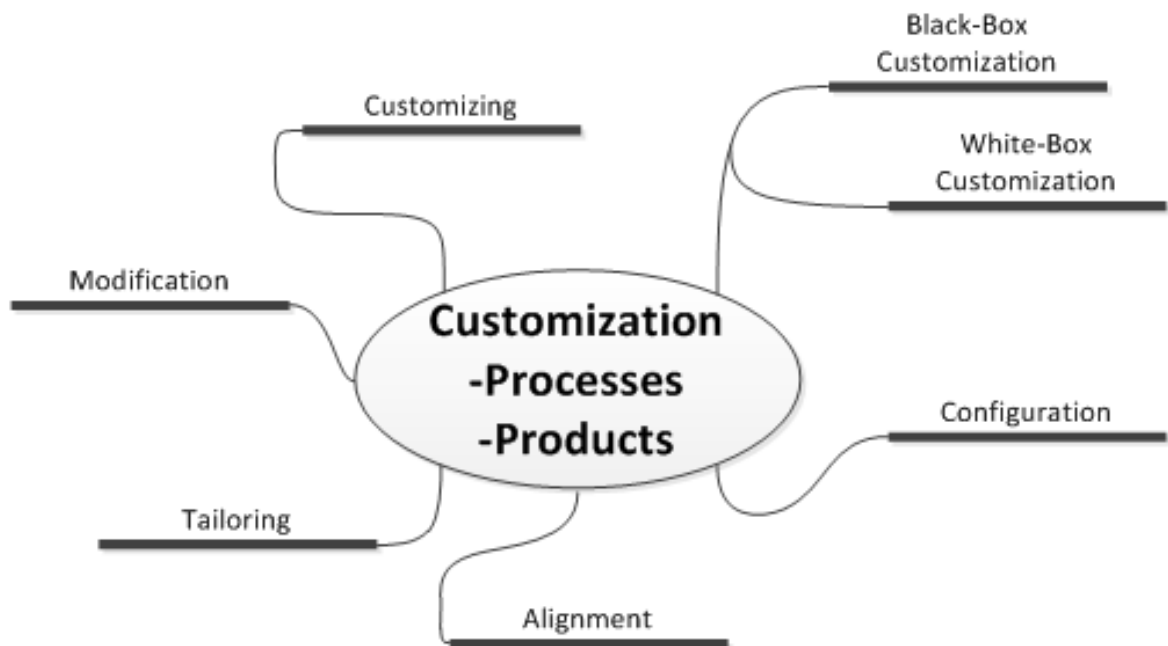 Black-Box
Customization
Customizing
White-Box
Customization
Modification
Customization
-Processes
-Products
Configuration
Tailoring
Alignment